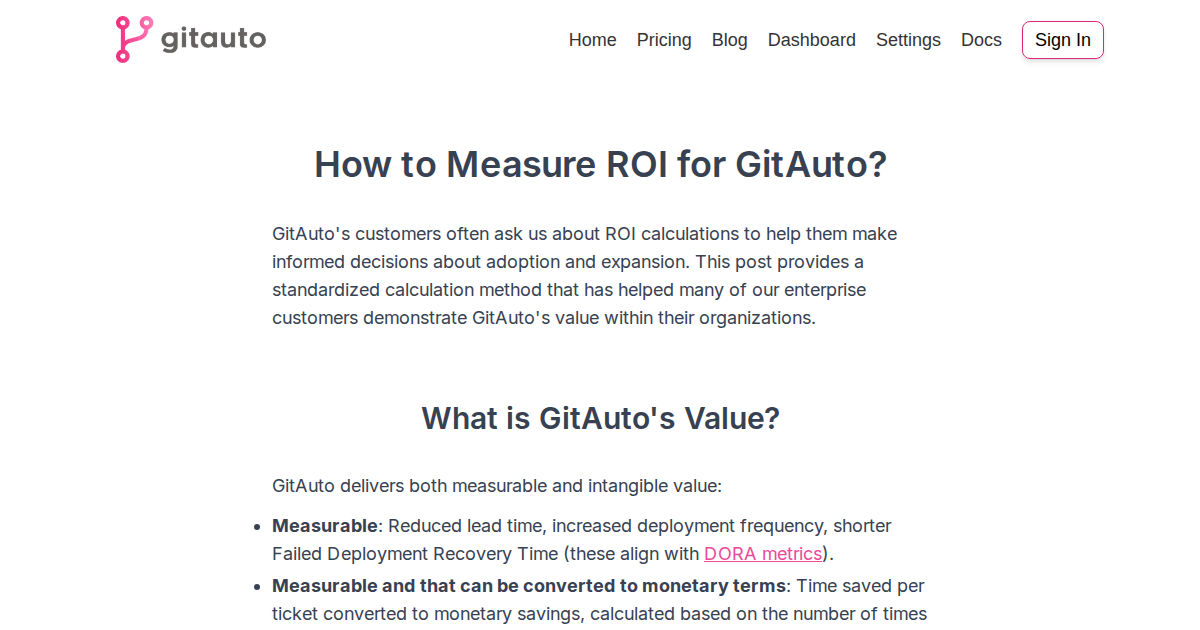 gitauto
Home Pricing Blog Dashboard Settings Docs Sign In
How to Measure ROI for GitAuto?
GitAuto's customers often ask us about ROI calculations to help them make
informed decisions about adoption and expansion. This post provides a
standardized calculation method that has helped many of our enterprise
customers demonstrate GitAuto's value within their organizations.
What is GitAuto's Value?
GitAuto delivers both measurable and intangible value:
Measurable: Reduced lead time, increased deployment frequency, shorter
Failed Deployment Recovery Time (these align with DORA metrics).
Measurable and that can be converted to monetary terms: Time saved per
ticket converted to monetary savings, calculated based on the number of times